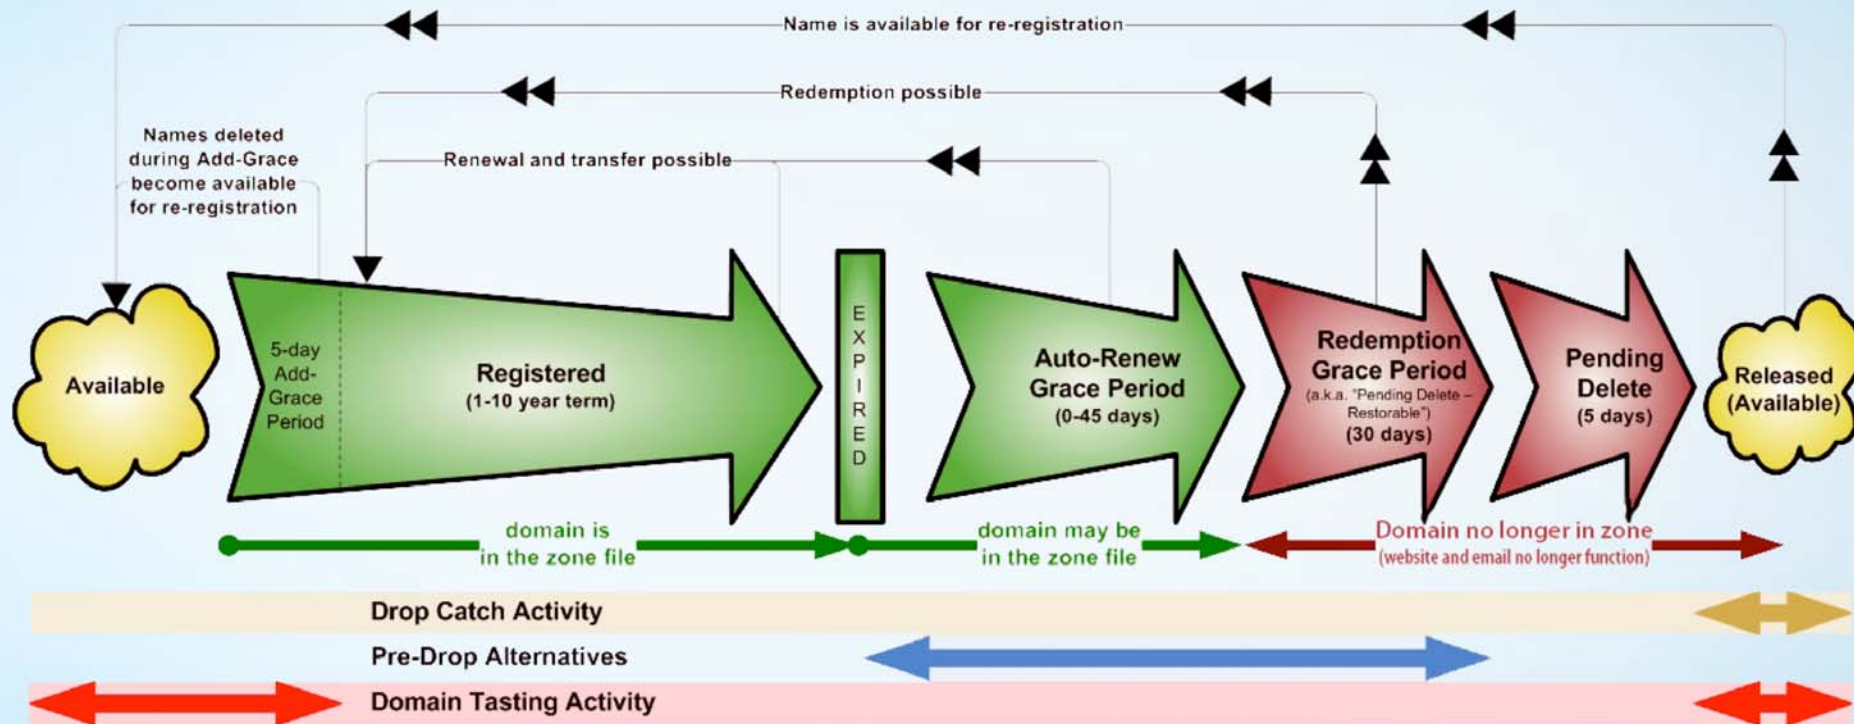 Name is available for re-registration
Redemption possible
Names deleted
during Add-Grace
become available
for re-registration
Renewal and transfer possible
Available
5-day
Add-
Grace
Period
Registered
(1-10 year term)
E
X
P
I
R
E
D
Auto-Renew
Grace Period
(0-45 days)
Redemption
Grace Period
(a.k.a. "Pending Delete –
Restorable")
(30 days)
Pending
Delete
(5 days)
Released
(Available)
domain is
in the zone file
domain may be
in the zone file
Domain no longer in zone
(website and email no longer function)
Drop Catch Activity
Pre-Drop Alternatives
Domain Tasting Activity